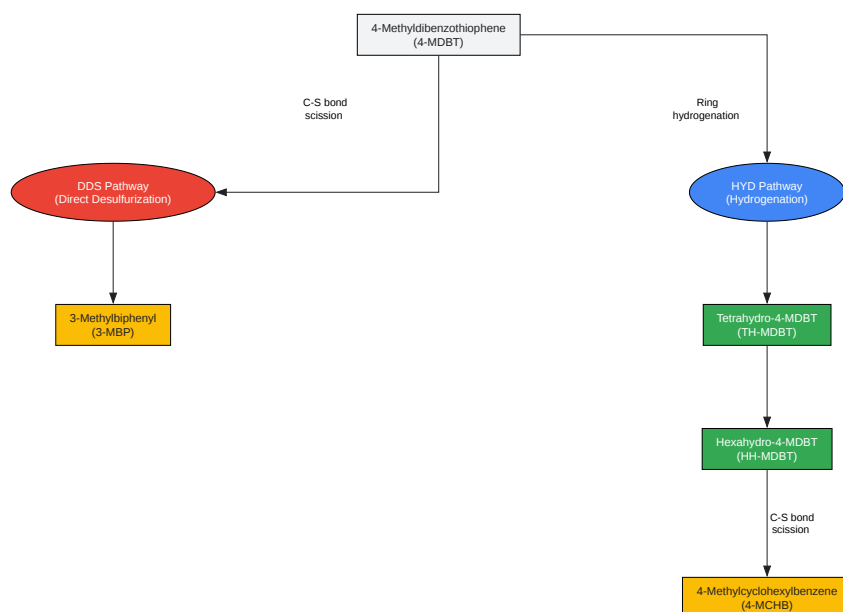 4-Methyldibenzothiophene
(4-MDBT)
C-S bond
scission
Ring
hydrogenation
DDS Pathway
(Direct Desulfurization)
HYD Pathway
(Hydrogenation)
3-Methylbiphenyl
(3-MBP)
Tetrahydro-4-MDBT
(TH-MDBT)
Hexahydro-4-MDBT
(HH-MDBT)
C-S bond
scission
4-Methylcyclohexylbenzene
(4-MCHB)